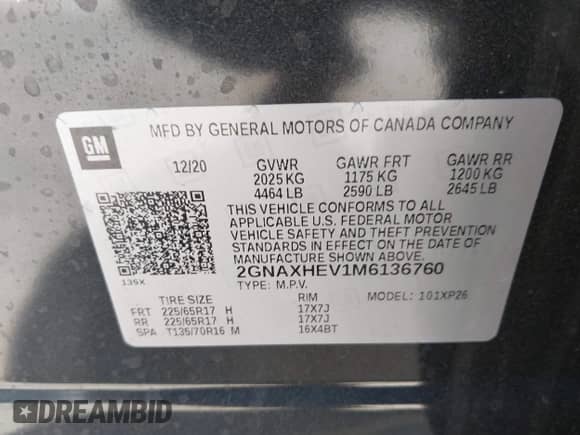 GM
MFD BY GENERAL MOTORS OF CANADA COMPANY
12/20 GVWR GAWR FRT GAWR RR
2025 KG 1175 KG 1200 KG
4464 LB 2590 LB 2645 LB
THIS VEHICLE CONFORMS TO ALL
APPLICABLE U.S. FEDERAL MOTOR
VEHICLE SAFETY AND THEFT PREVENTION
STANDARDS IN EFFECT ON THE DATE OF
MANUFACTURE SHOWN ABOVE.
139X 2GNAXHEV1M6136760
TYPE: M.P.V. MODEL: 101XP26
TIRE SIZE RIM
FRT 225/65R17 H 17X7J
RR 225/65R17 H 17X7J
SPA T135/70R16 M 16X4BT
DREAMBID